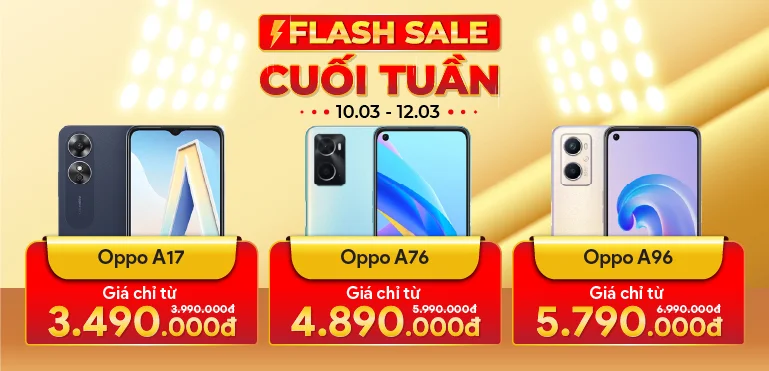 FLASH SALE
CUỐI TUẦN
10.03 - 12.03
Oppo A17
Giá chỉ từ
3.990.000đ
3.490.000đ
Oppo A76
Giá chỉ từ
5.990.000đ
4.890.000đ
Oppo A96
Giá chỉ từ
6.990.000đ
5.790.000đ